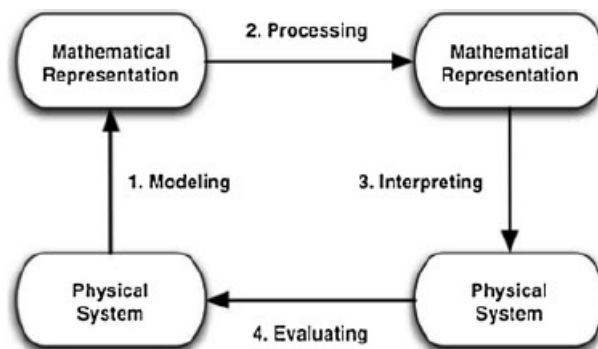 Mathematical
Representation
2. Processing
Mathematical
Representation
1. Modeling
3. Interpreting
Physical
System
4. Evaluating
Physical
System